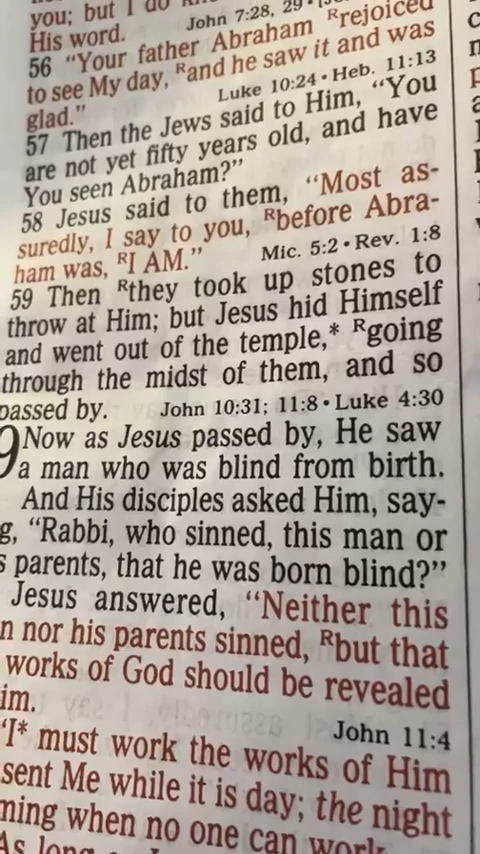 you; but I do
His word. John 7:28, 29 •
56 “Your father Abraham ᴿrejoiced
to see My day, ᴿand he saw it and was
glad.” Luke 10:24 • Heb. 11:13
57 Then the Jews said to Him, “You
are not yet fifty years old, and have
You seen Abraham?”
58 Jesus said to them, “Most as-
suredly, I say to you, ᴿbefore Abra-
ham was, ᴿI AM.” Mic. 5:2 • Rev. 1:8
59 Then ᴿthey took up stones to
throw at Him; but Jesus hid Himself
and went out of the temple,* ᴿgoing
through the midst of them, and so
passed by. John 10:31; 11:8 • Luke 4:30
9 Now as Jesus passed by, He saw
a man who was blind from birth.
And His disciples asked Him, say-
g, “Rabbi, who sinned, this man or
s parents, that he was born blind?”
Jesus answered, “Neither this
n nor his parents sinned, ᴿbut that
works of God should be revealed
im. John 11:4
“I* must work the works of Him
sent Me while it is day; the night
ming when no one can work.
As long